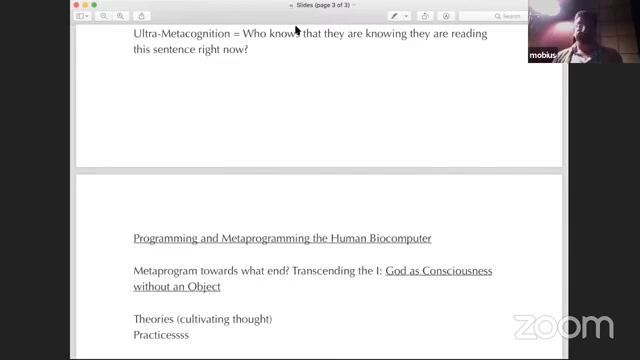 Slides (page 3 of 3)
Search
Ultra-Metacognition = Who knows that they are knowing they are reading
this sentence right now?
mobius
Programming and Metaprogramming the Human Biocomputer
Metaprogram towards what end? Transcending the I: God as Consciousness
without an Object
Theories (cultivating thought)
Practicessss
zoom